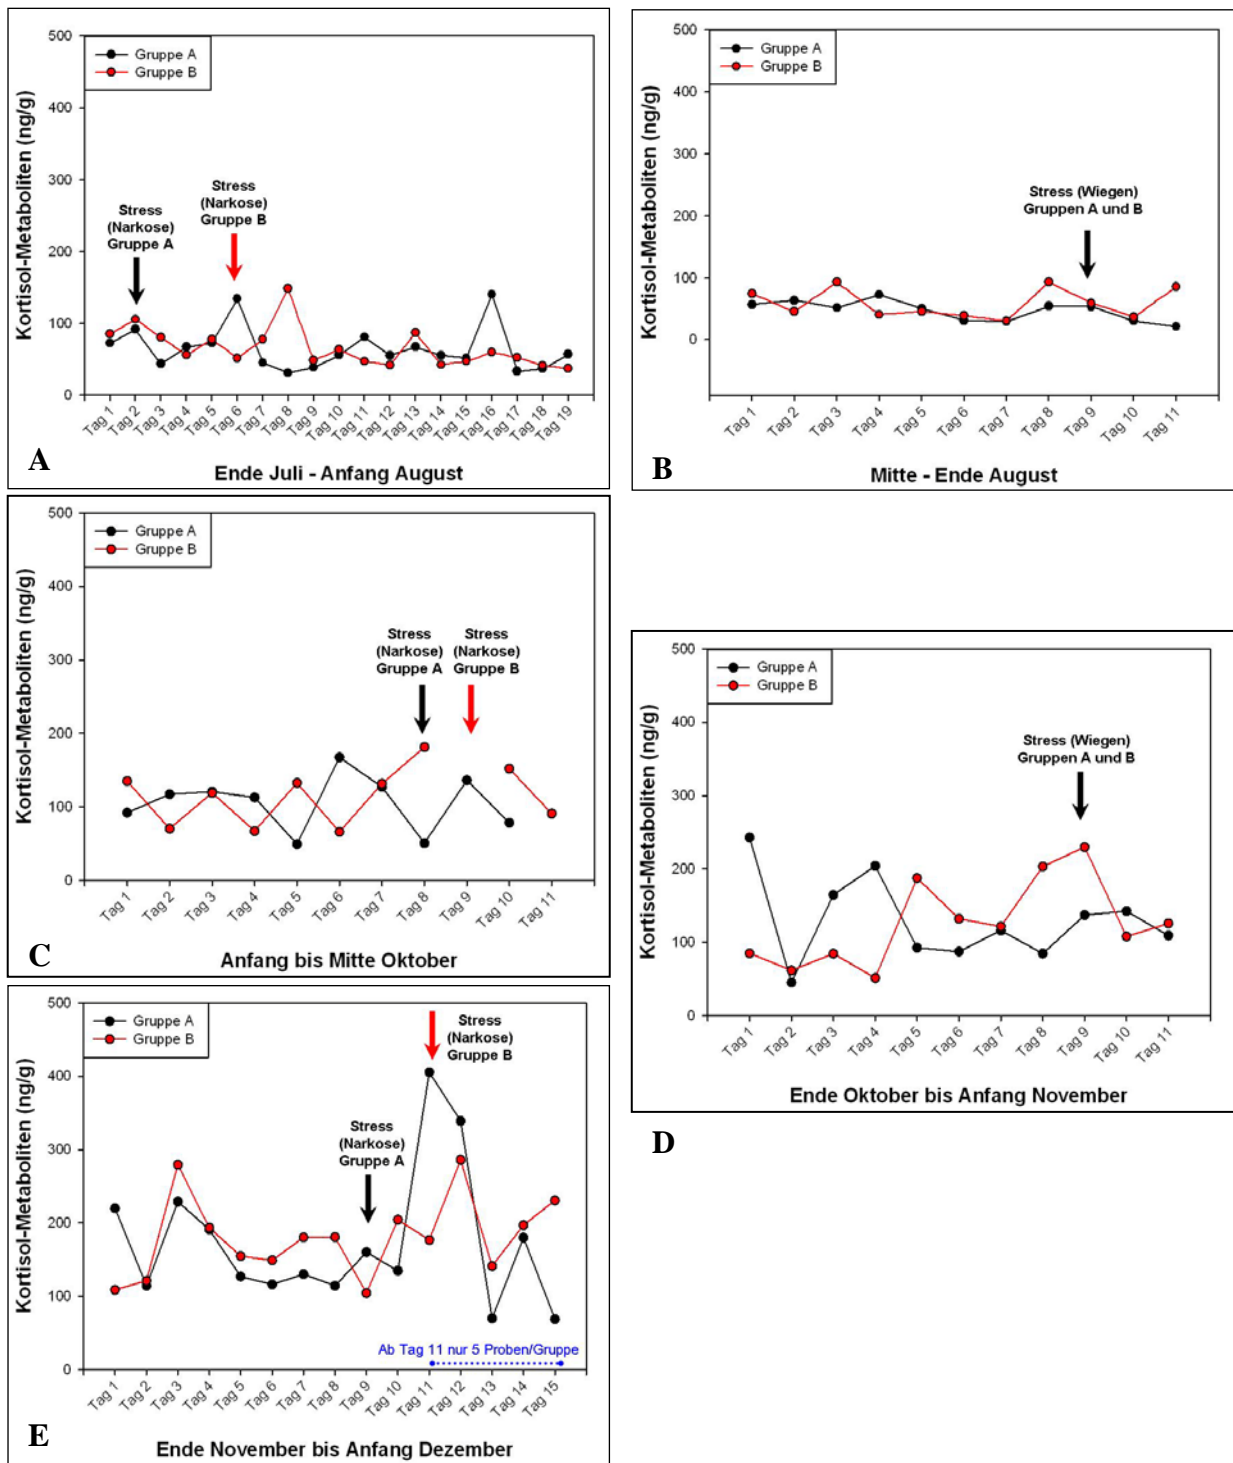 500
400
300
200
100
0
Kortisol-Metaboliten (ng/g)
Gruppe A
Gruppe B
Stress
(Narkose)
Gruppe A
Stress
(Narkose)
Gruppe B
Tag 1
Tag 2
Tag 3
Tag 4
Tag 5
Tag 6
Tag 7
Tag 8
Tag 9
Tag 10
Tag 11
Tag 12
Tag 13
Tag 14
Tag 15
Tag 16
Tag 17
Tag 18
Tag 19
A
Ende Juli - Anfang August
500
400
300
200
100
0
Kortisol-Metaboliten (ng/g)
Gruppe A
Gruppe B
Stress (Wiegen)
Gruppen A und B
Tag 1
Tag 2
Tag 3
Tag 4
Tag 5
Tag 6
Tag 7
Tag 8
Tag 9
Tag 10
Tag 11
B
Mitte - Ende August
500
400
300
200
100
0
Kortisol-Metaboliten (ng/g)
Gruppe A
Gruppe B
Stress
(Narkose)
Gruppe A
Stress
(Narkose)
Gruppe B
Tag 1
Tag 2
Tag 3
Tag 4
Tag 5
Tag 6
Tag 7
Tag 8
Tag 9
Tag 10
Tag 11
C
Anfang bis Mitte Oktober
500
400
300
200
100
0
Kortisol-Metaboliten (ng/g)
Gruppe A
Gruppe B
Stress (Wiegen)
Gruppen A und B
Tag 1
Tag 2
Tag 3
Tag 4
Tag 5
Tag 6
Tag 7
Tag 8
Tag 9
Tag 10
Tag 11
Ende Oktober bis Anfang November
D
500
400
300
200
100
0
Kortisol-Metaboliten (ng/g)
Gruppe A
Gruppe B
Stress
(Narkose)
Gruppe A
Stress
(Narkose)
Gruppe B
Ab Tag 11 nur 5 Proben/Gruppe
Tag 1
Tag 2
Tag 3
Tag 4
Tag 5
Tag 6
Tag 7
Tag 8
Tag 9
Tag 10
Tag 11
Tag 12
Tag 13
Tag 14
Tag 15
E
Ende November bis Anfang Dezember